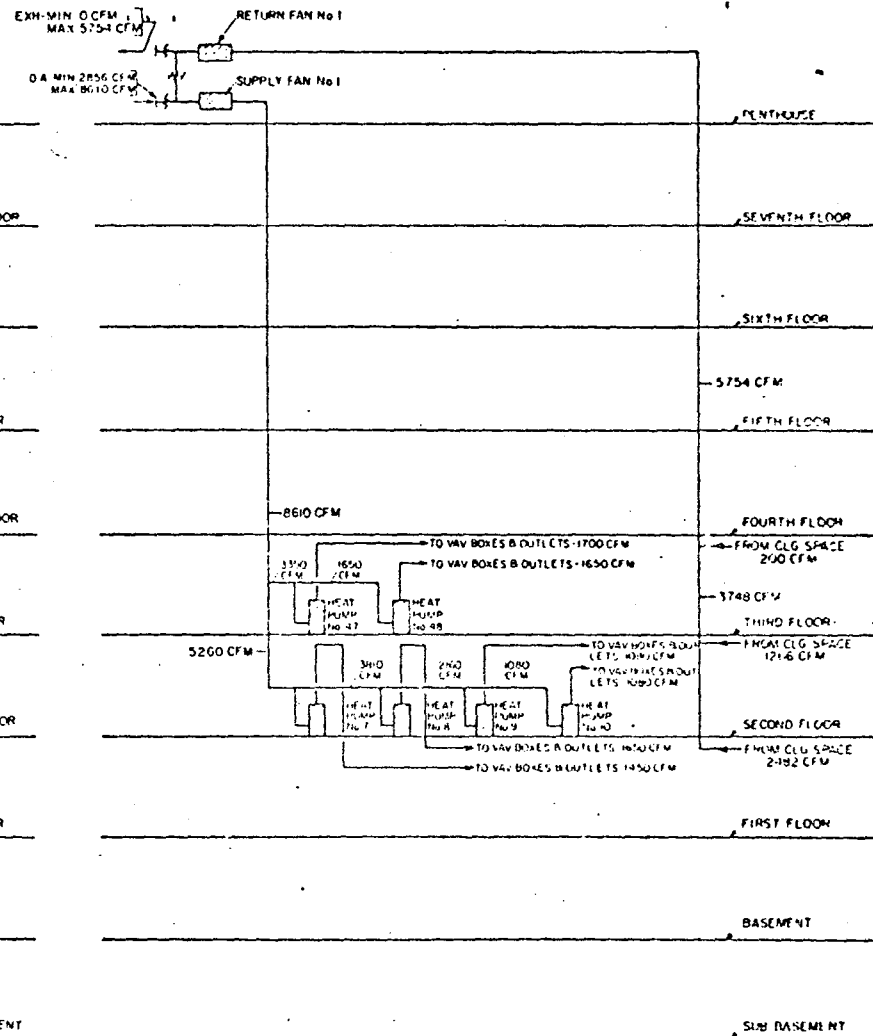 EXH-MIN 0 CFM
MAX 5754 CFM
RETURN FAN No 1
O.A. MIN 2856 CFM
MAX 8610 CFM
SUPPLY FAN No 1
PENTHOUSE
OOR
SEVENTH FLOOR
SIXTH FLOOR
5754 CFM
R
FIFTH FLOOR
8610 CFM
OOR
FOURTH FLOOR
TO VAV BOXES & OUTLETS-1700 CFM
FROM CLG SPACE
200 CFM
3350
CFM
1650
CFM
TO VAV BOXES & OUTLETS-1650 CFM
HEAT
PUMP
No. 47
HEAT
PUMP
No. 48
3748 CFM
R
THIRD FLOOR
5260 CFM
TO VAV BOXES & OUT
LETS 1080 CFM
FROM CLG SPACE
1266 CFM
3810
CFM
2160
CFM
1080
CFM
TO VAV BOXES & OUT
LETS 1080 CFM
HEAT
PUMP
No 7
HEAT
PUMP
No 8
HEAT
PUMP
No 9
HEAT
PUMP
No 10
OOR
SECOND FLOOR
TO VAV BOXES & OUTLETS 1650 CFM
FROM CLG SPACE
2482 CFM
TO VAV BOXES & OUTLETS 1450 CFM
R
FIRST FLOOR
BASEMENT
ENT
SUB BASEMENT